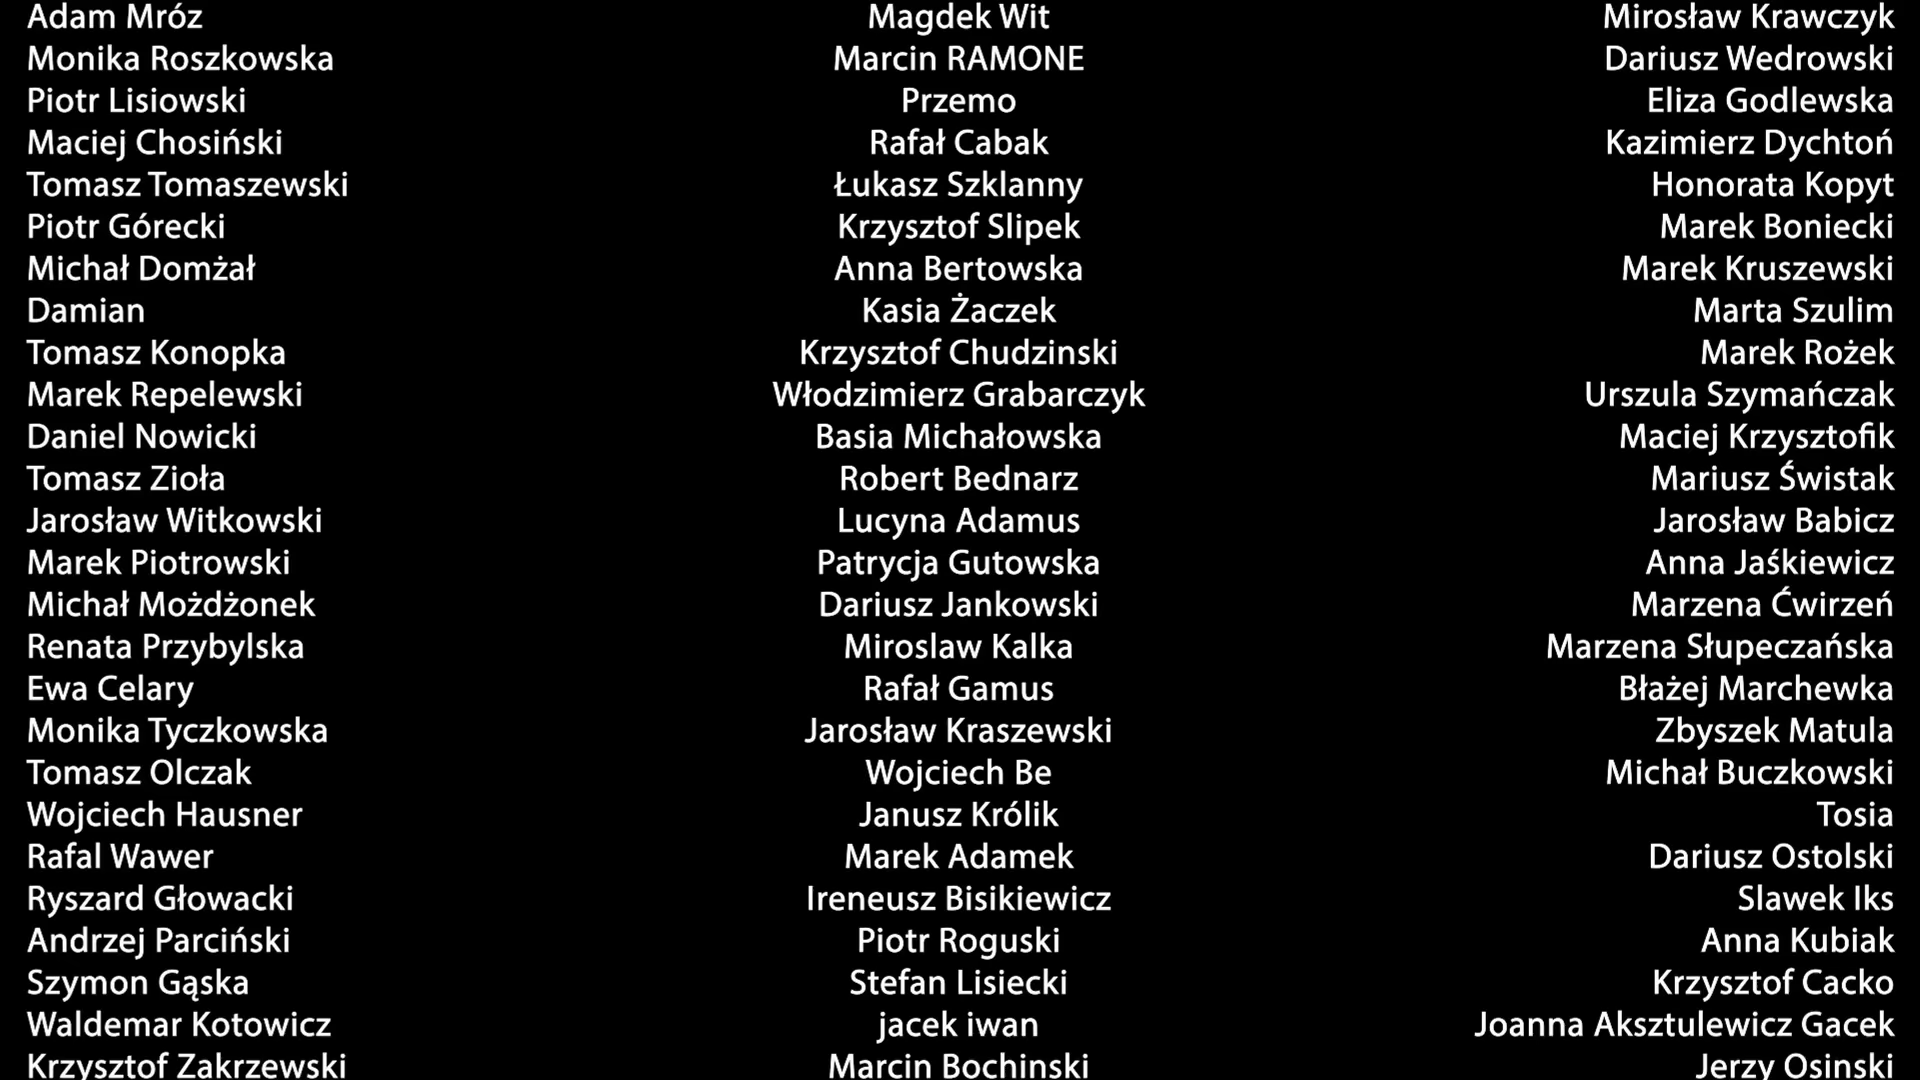 Adam Mróz
Monika Roszkowska
Piotr Lisiowski
Maciej Chosiński
Tomasz Tomaszewski
Piotr Górecki
Michał Domżał
Damian
Tomasz Konopka
Marek Repelewski
Daniel Nowicki
Tomasz Zioła
Jarosław Witkowski
Marek Piotrowski
Michał Możdżonek
Renata Przybylska
Ewa Celary
Monika Tyczkowska
Tomasz Olczak
Wojciech Hausner
Rafal Wawer
Ryszard Głowacki
Andrzej Parciński
Szymon Gąska
Waldemar Kotowicz
Krzysztof Zakrzewski
Magdek Wit
Marcin RAMONE
Przemo
Rafał Cabak
Łukasz Szklanny
Krzysztof Slipek
Anna Bertowska
Kasia Żaczek
Krzysztof Chudzinski
Włodzimierz Grabarczyk
Basia Michałowska
Robert Bednarz
Lucyna Adamus
Patrycja Gutowska
Dariusz Jankowski
Miroslaw Kalka
Rafał Gamus
Jarosław Kraszewski
Wojciech Be
Janusz Królik
Marek Adamek
Ireneusz Bisikiewicz
Piotr Roguski
Stefan Lisiecki
jacek iwan
Marcin Bochinski
Mirosław Krawczyk
Dariusz Wedrowski
Eliza Godlewska
Kazimierz Dychtoń
Honorata Kopyt
Marek Boniecki
Marek Kruszewski
Marta Szulim
Marek Rożek
Urszula Szymańczak
Maciej Krzysztofik
Mariusz Świstak
Jarosław Babicz
Anna Jaśkiewicz
Marzena Ćwirzeń
Marzena Słupeczańska
Błażej Marchewka
Zbyszek Matula
Michał Buczkowski
Tosia
Dariusz Ostolski
Slawek Iks
Anna Kubiak
Krzysztof Cacko
Joanna Aksztulewicz Gacek
Jerzy Osinski